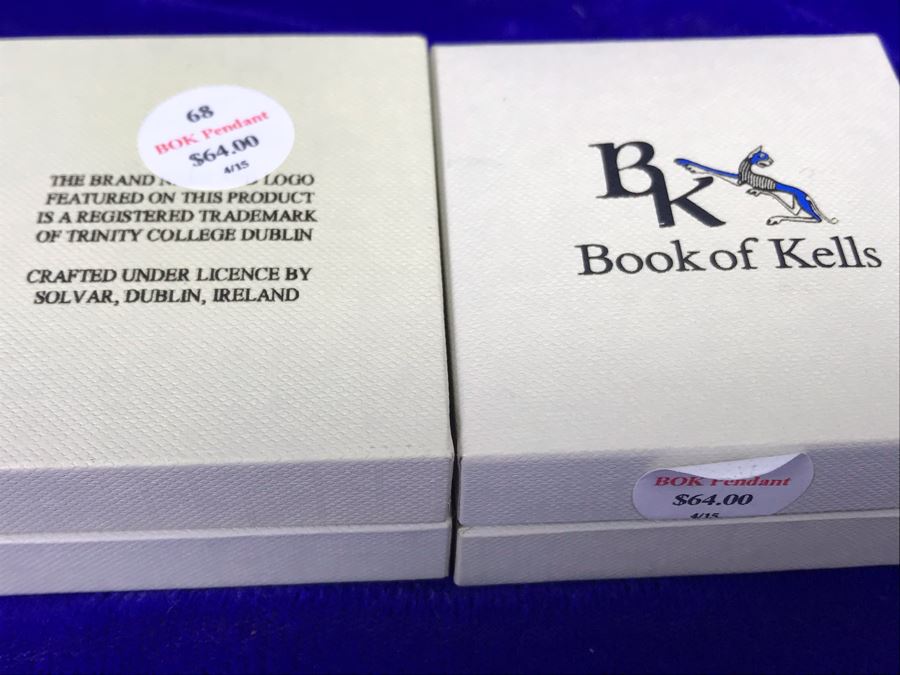 68
BOK Pendant
$64.00
4/15
THE BRAND LOGO
FEATURED ON THIS PRODUCT
IS A REGISTERED TRADEMARK
OF TRINITY COLLEGE DUBLIN
CRAFTED UNDER LICENCE BY
SOLVAR, DUBLIN, IRELAND
BK
Book of Kells
BOK Pendant
$64.00
4/15